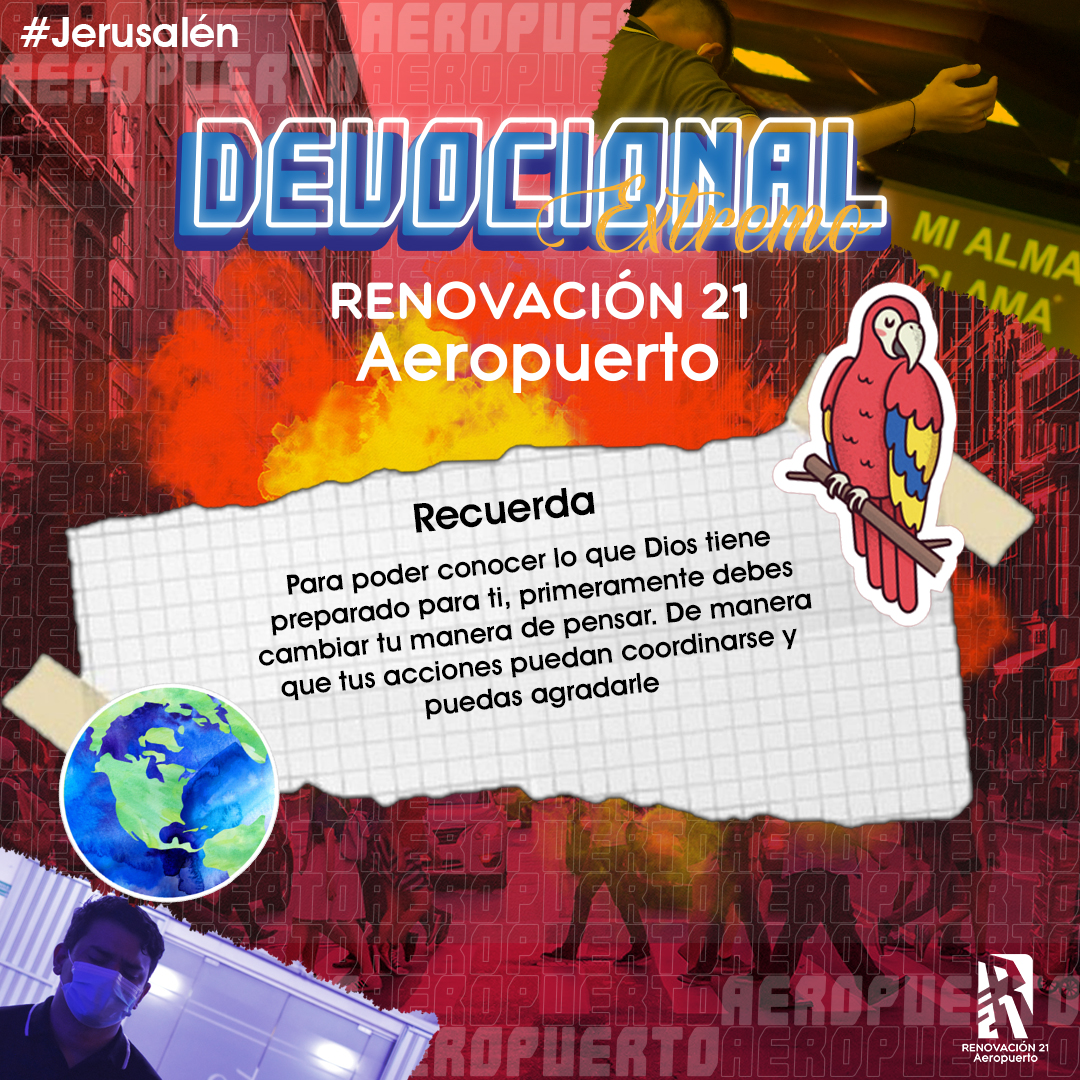 #Jerusalén
DEVOCIONAL
Extremo
RENOVACIÓN 21
Aeropuerto
MI ALMA
CLAMA
Recuerda
Para poder conocer lo que Dios tiene
preparado para ti, primeramente debes
cambiar tu manera de pensar. De manera
que tus acciones puedan coordinarse y
puedas agradarle
AEROPUERTO
RENOVACIÓN 21
Aeropuerto